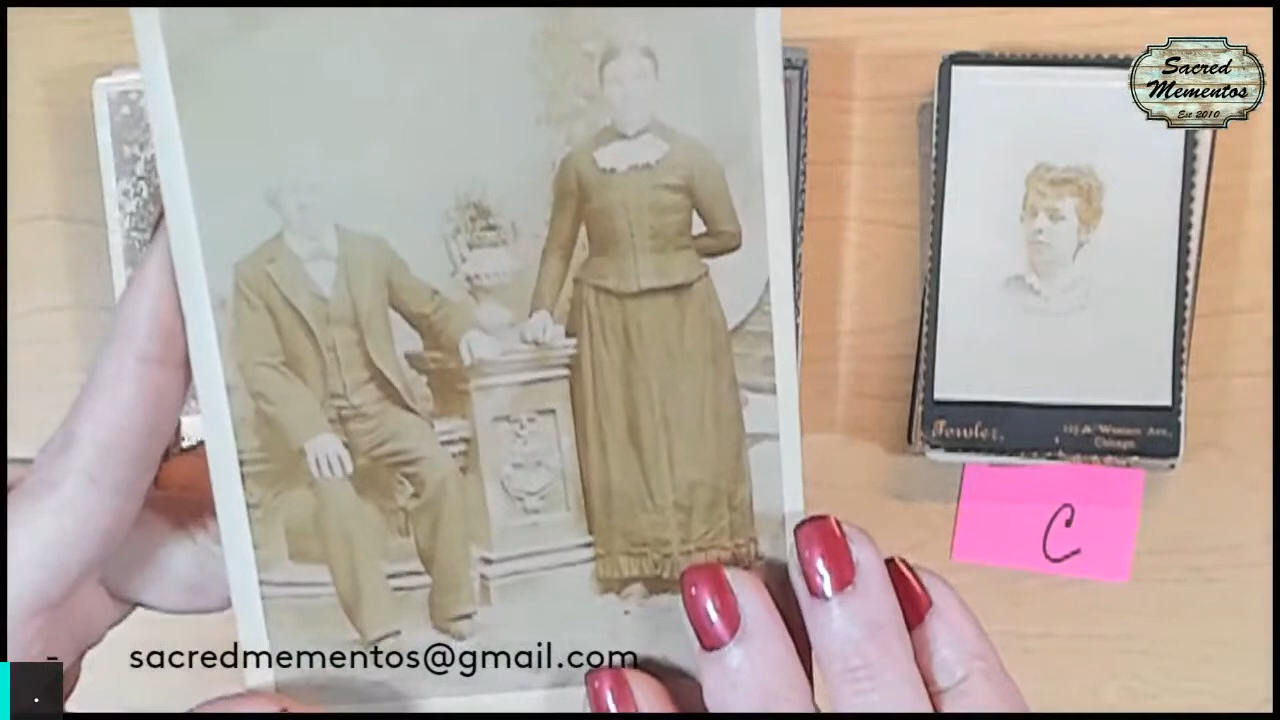 Sacred
Mementos
Est 2010
Fowler,
Chicago.
C
sacredmementos@gmail.com